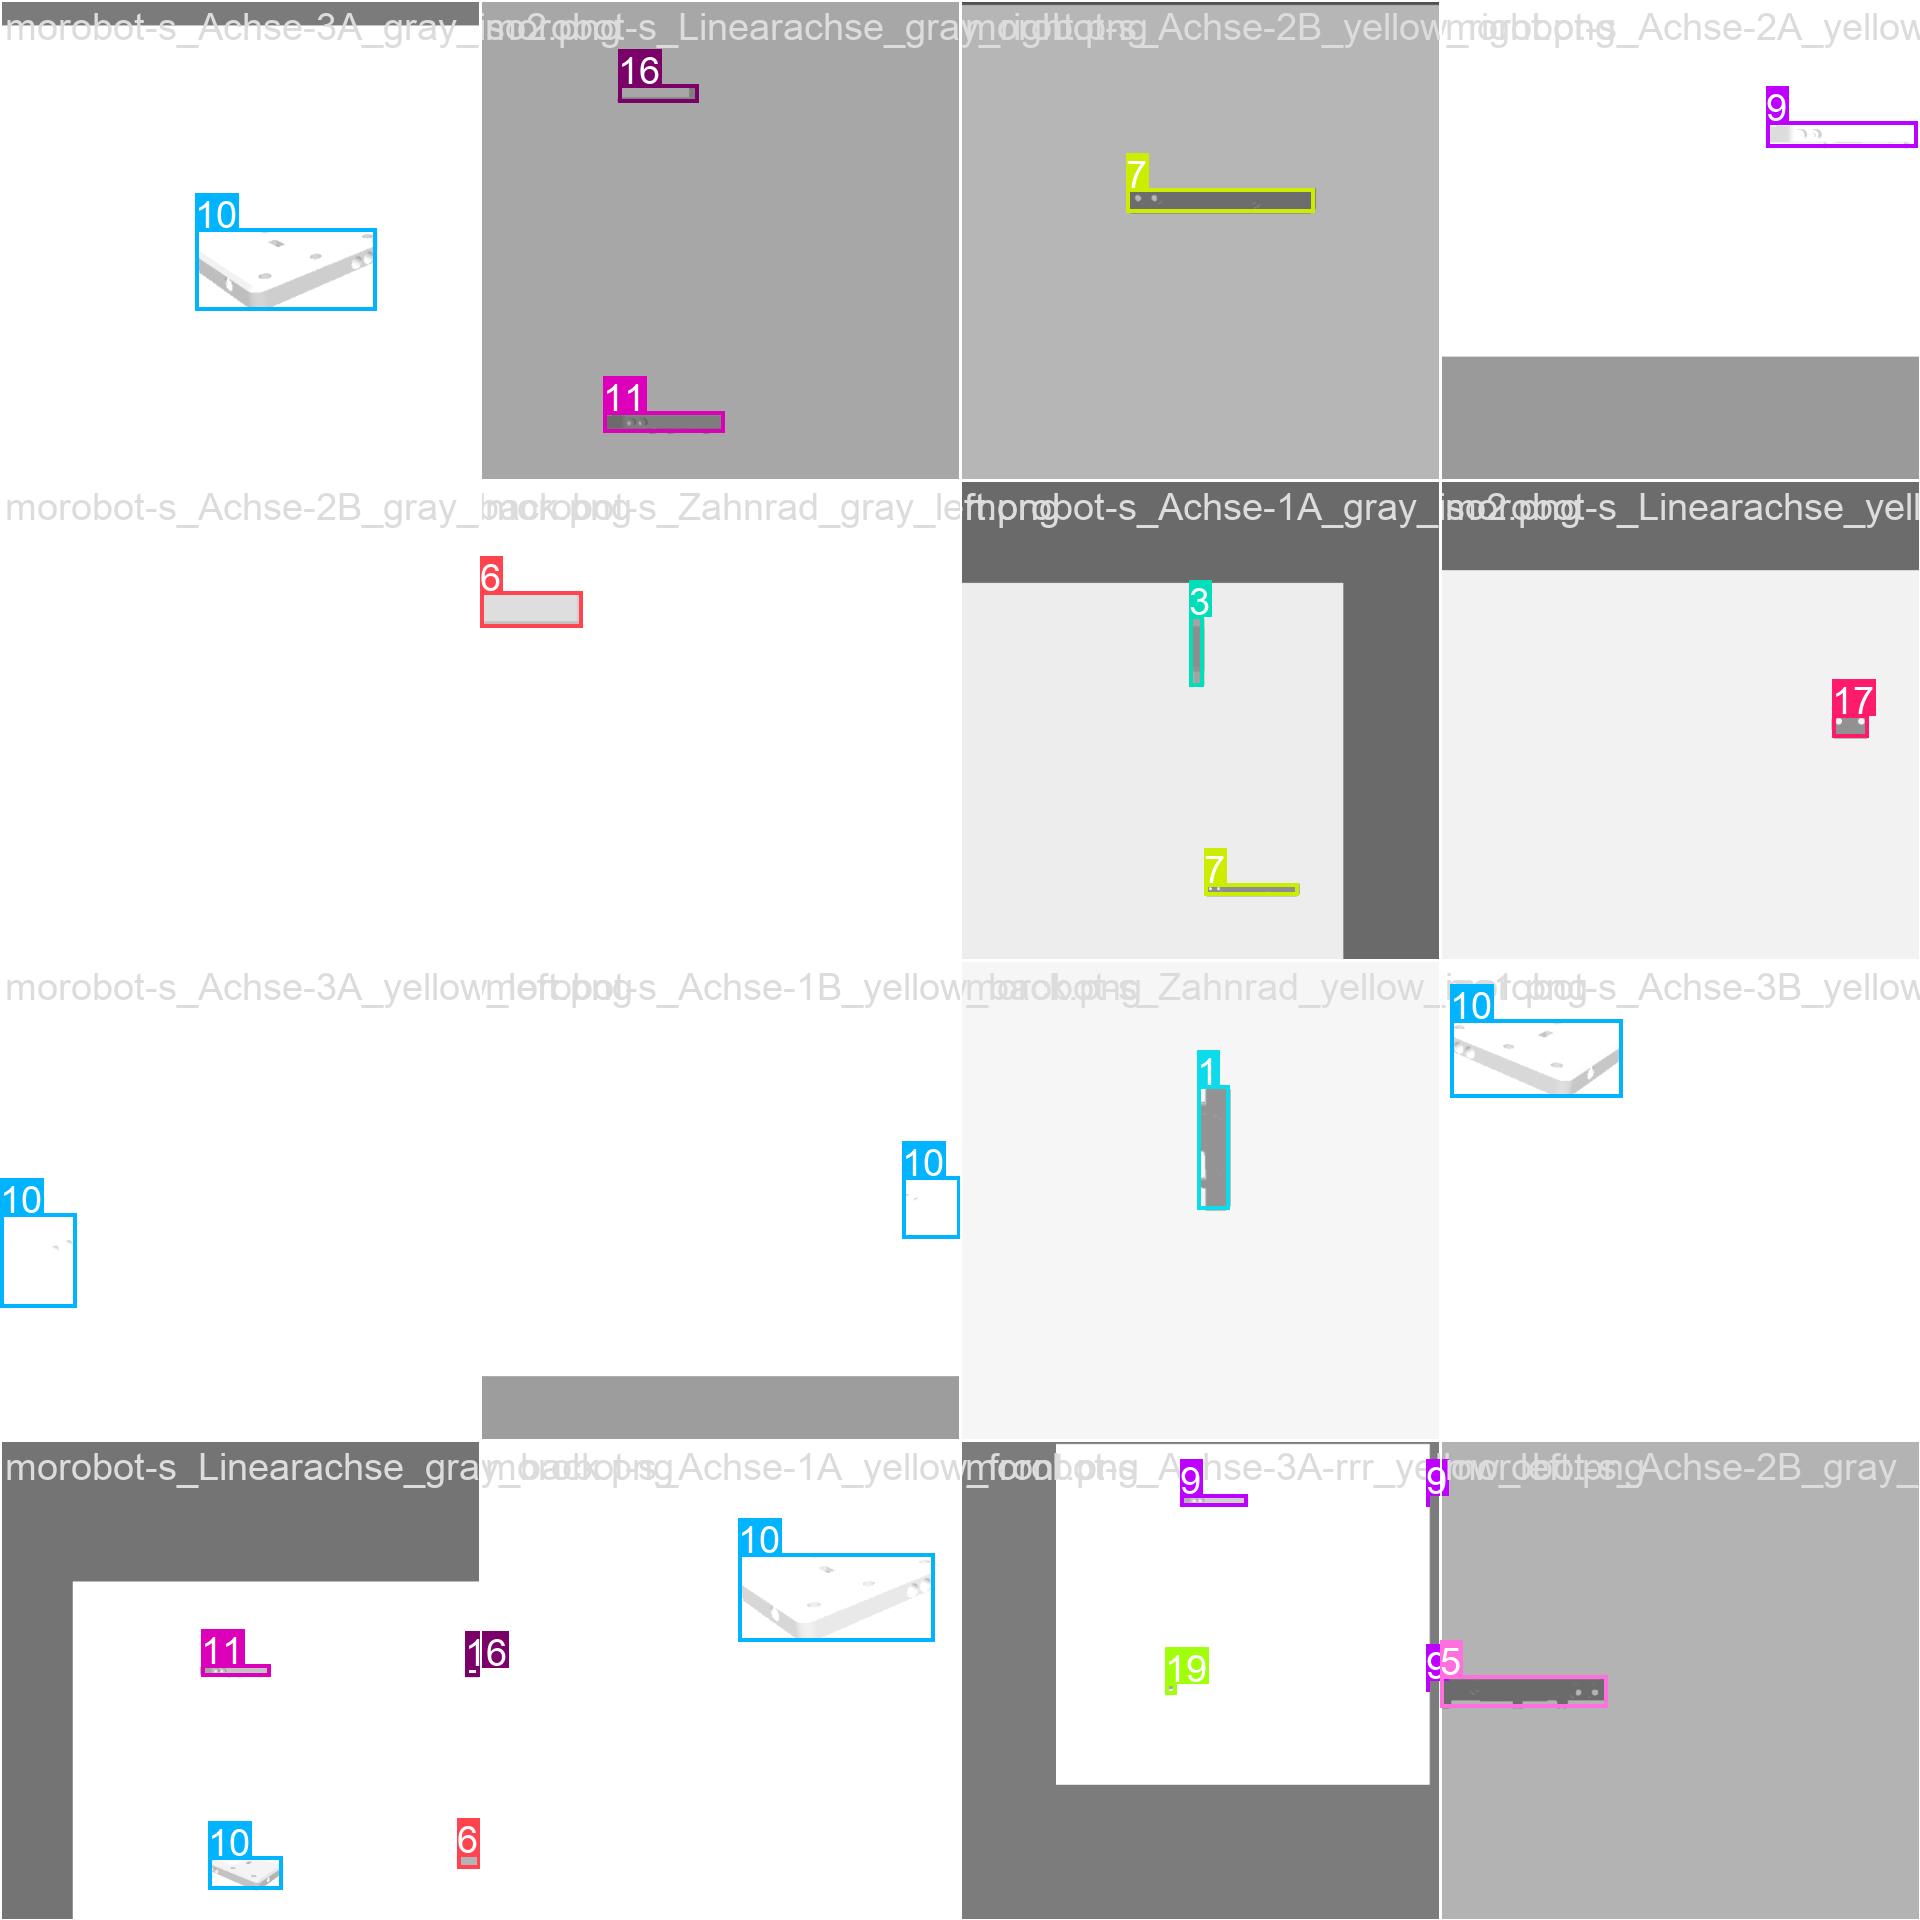 morobot-s_Achse-3A_gray_iso2.png
morobot-s_Linearachse_gray_right.png
morobot-s_Achse-2B_yellow_right.png
morobot-s_Achse-2A_yellow
16
9
7
10
11
morobot-s_Achse-2B_gray_back.png
morobot-s_Zahnrad_gray_left.png
morobot-s_Achse-1A_gray_iso2.png
morobot-s_Linearachse_yell
6
3
17
7
morobot-s_Achse-3A_yellow_left.png
morobot-s_Achse-1B_yellow_back.png
morobot-s_Zahnrad_yellow_iso1.png
morobot-s_Achse-3B_yellow
10
1
10
10
morobot-s_Linearachse_gray_back.png
morobot-s_Achse-1A_yellow_front.png
morobot-s_Achse-3A-rrr_yellow_left.png
morobot-s_Achse-2B_gray_
9
9
10
11
16
19
9
5
10
6